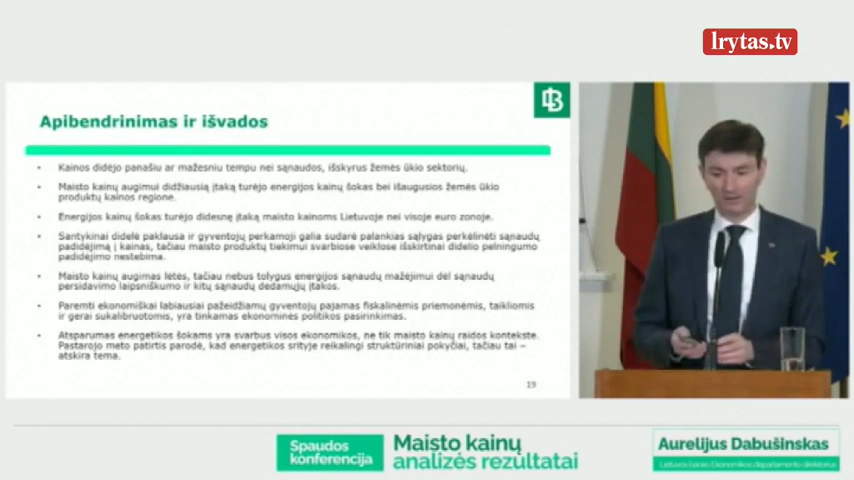 lrytas.tv
Apibendrinimas ir išvados
• Kainos didėjo panašiu ar mažesniu tempu nei sąnaudos, išskyrus žemės ūkio sektorių.
• Maisto kainų augimui didžiausią įtaką turėjo energijos kainų šokas bei išaugusios žemės ūkio
produktų kainos regione.
• Energijos kainų šokas turėjo didesnę įtaką maisto kainoms Lietuvoje nei visoje euro zonoje.
• Santykinai didelė paklausa ir gyventojų perkamoji galia sudarė palankias sąlygas perkėlinėti sąnaudų
padidėjimą į kainas, tačiau maisto produktų tiekimui svarbiose veiklose išskirtinai didelio pelningumo
padidėjimo nestebima.
• Maisto kainų augimas lėtės, tačiau nebus tolygus energijos sąnaudų mažėjimui dėl sąnaudų
persidavimo laipsniškumo ir kitų sąnaudų dedamųjų įtakos.
• Paremti ekonomiškai labiausiai pažeidžiamų gyventojų pajamas fiskalinėmis priemonėmis, taikliomis
ir gerai sukalibruotomis, yra tinkamas ekonominės politikos pasirinkimas.
• Atsparumas energetikos šokams yra svarbus visos ekonomikos, ne tik maisto kainų raidos kontekste.
Pastarojo meto patirtis parodė, kad energetikos srityje reikalingi struktūriniai pokyčiai, tačiau tai –
atskira tema.
19
Spaudos
konferencija
Maisto kainų
analizės rezultatai
Aurelijus Dabušinskas
Lietuvos banko Ekonomikos departamento direktorius